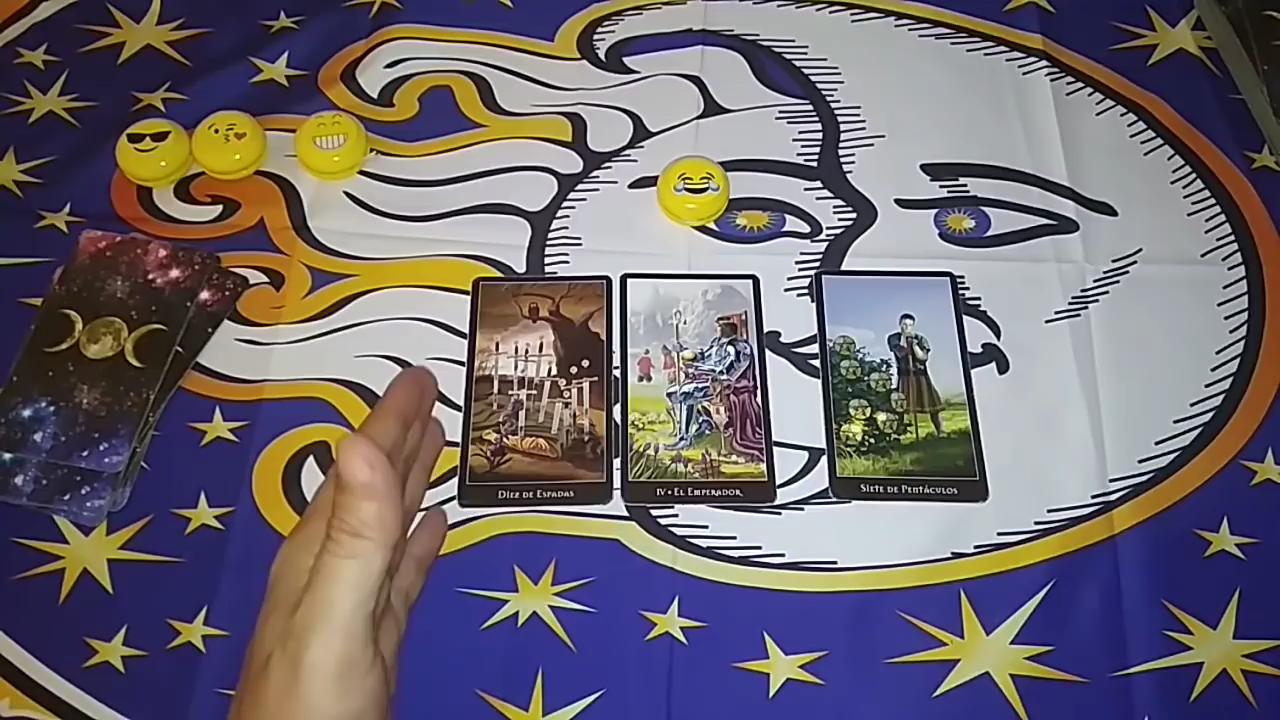 DIEZ DE ESPADAS
IV • EL EMPERADOR
SIETE DE PENTÁCULOS